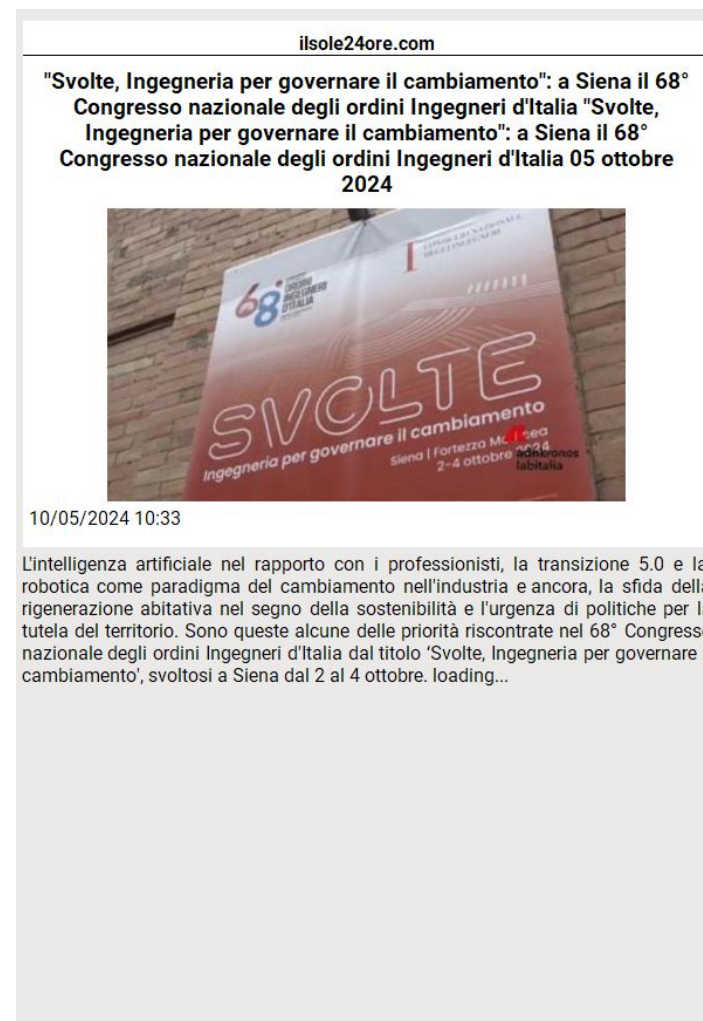 ilsole24ore.com
"Svolte, Ingegneria per governare il cambiamento": a Siena il 68°
Congresso nazionale degli ordini Ingegneri d'Italia "Svolte,
Ingegneria per governare il cambiamento": a Siena il 68°
Congresso nazionale degli ordini Ingegneri d'Italia 05 ottobre
2024
CONSIGLIO NAZIONALE
DEGLI INGEGNERI
68°
ORDINI
INGEGNERI
D'ITALIA
SVOLTE
Ingegneria per governare il cambiamento
Siena | Fortezza
2-4 ottobre 2024
adnkronos
labitalia
10/05/2024 10:33
L'intelligenza artificiale nel rapporto con i professionisti, la transizione 5.0 e la
robotica come paradigma del cambiamento nell'industria e ancora, la sfida della
rigenerazione abitativa nel segno della sostenibilità e l'urgenza di politiche per l
tutela del territorio. Sono queste alcune delle priorità riscontrate nel 68° Congresso
nazionale degli ordini Ingegneri d'Italia dal titolo ‘Svolte, Ingegneria per governare
cambiamento', svoltosi a Siena dal 2 al 4 ottobre. loading...